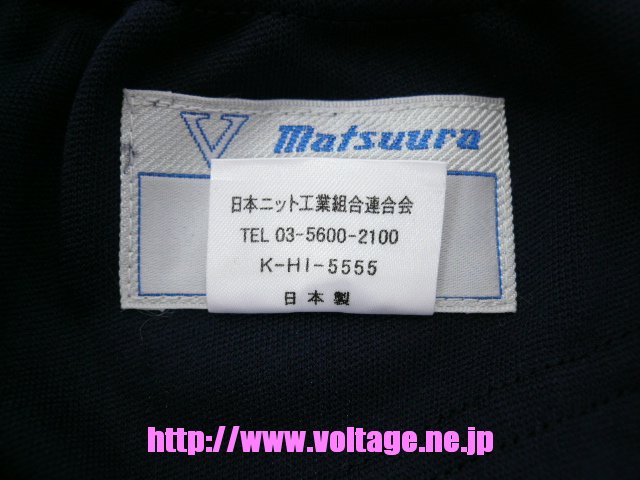 V Matsuura
日本ニット工業組合連合会
TEL 03-5600-2100
K-HI-5555
日本製
http://www.voltage.ne.jp